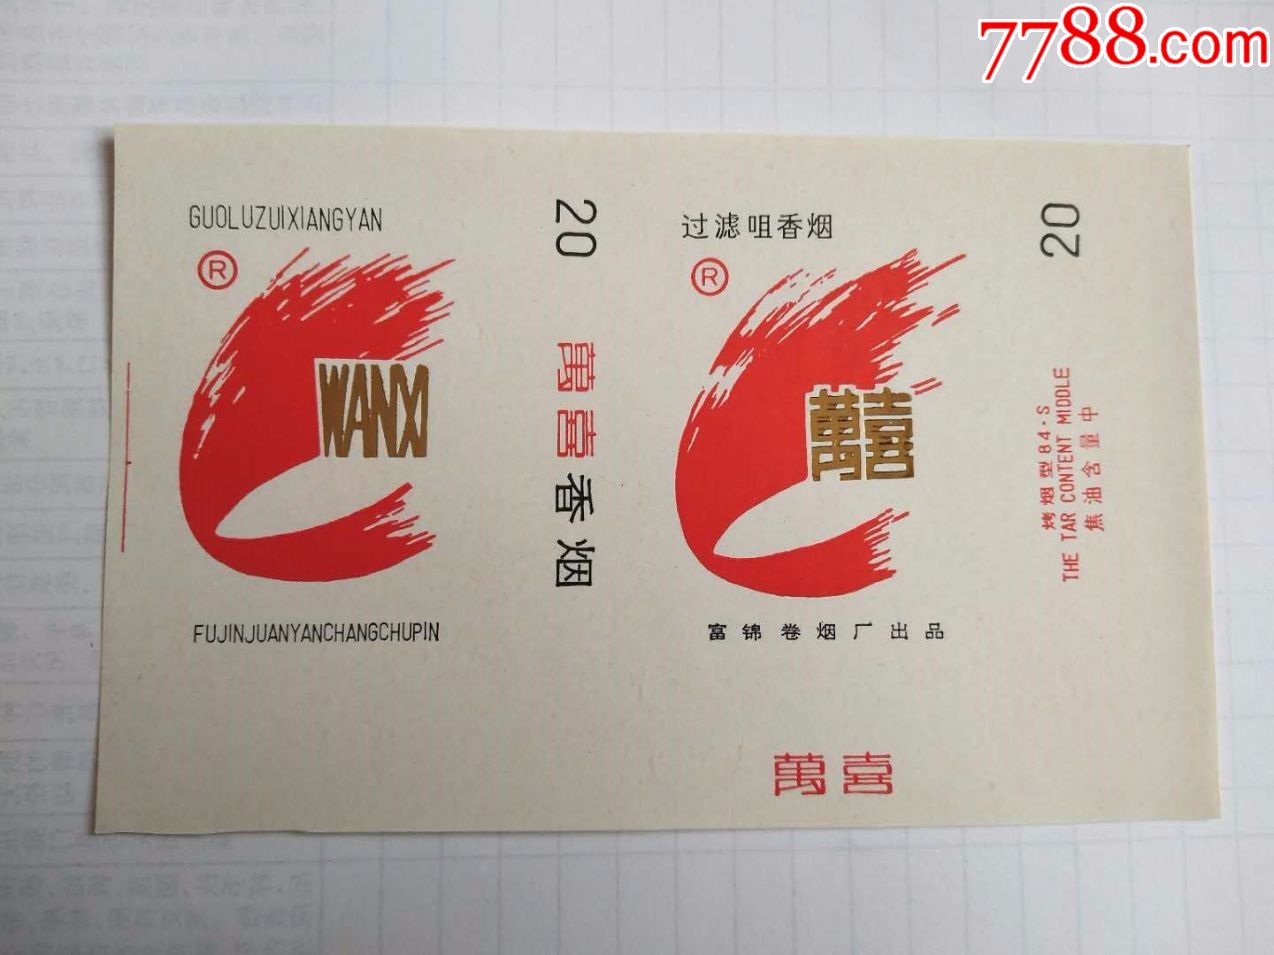 7788.com
GUOLUZUIXIANGYAN
®
WANXI
FUJINJUANYANCHANGCHUPIN
20
萬喜香烟
过滤咀香烟
®
萬喜
富锦卷烟厂出品
萬喜
20
烤烟型84·S
THE TAR CONTENT MIDDLE
焦油含量中